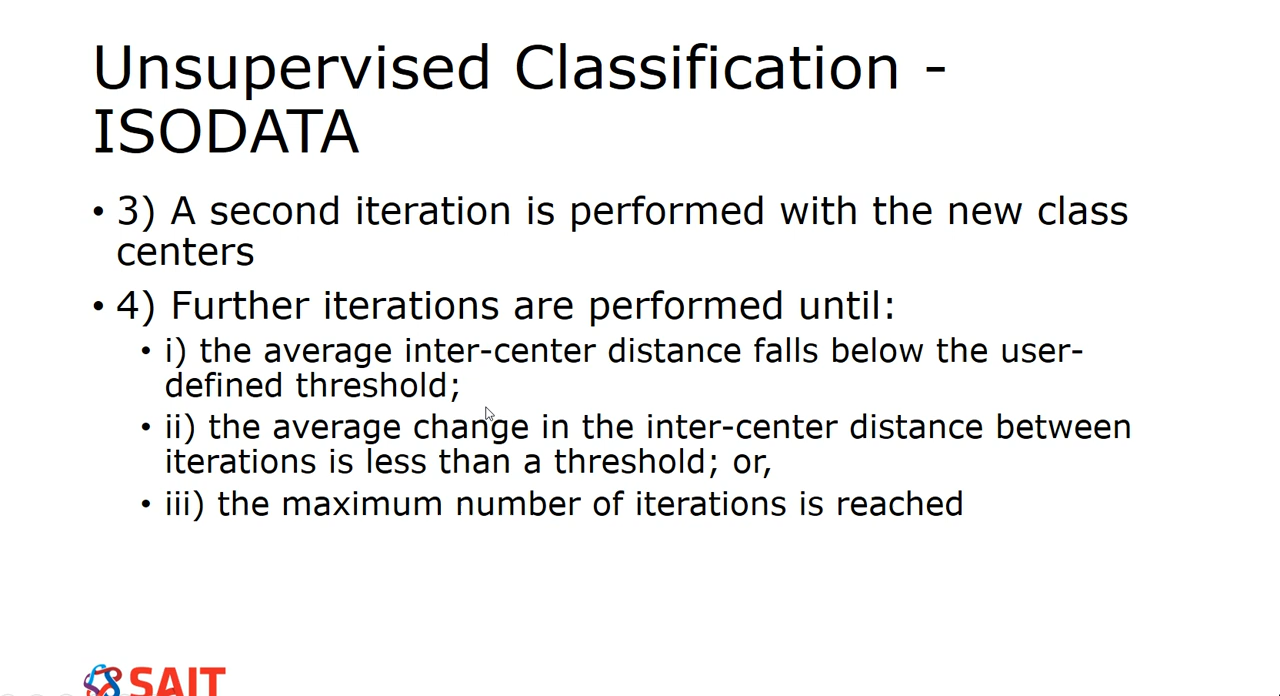 Unsupervised Classification -
ISODATA
• 3) A second iteration is performed with the new class
centers
• 4) Further iterations are performed until:
• i) the average inter-center distance falls below the user-
defined threshold;
• ii) the average change in the inter-center distance between
iterations is less than a threshold; or,
• iii) the maximum number of iterations is reached
SAIT